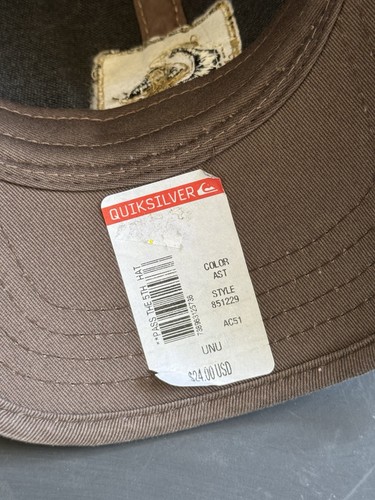 QUIKSILVER
**PASS THE 5TH HAT
COLOR
AST
STYLE
851229
AC51
UNU
$24.00 USD